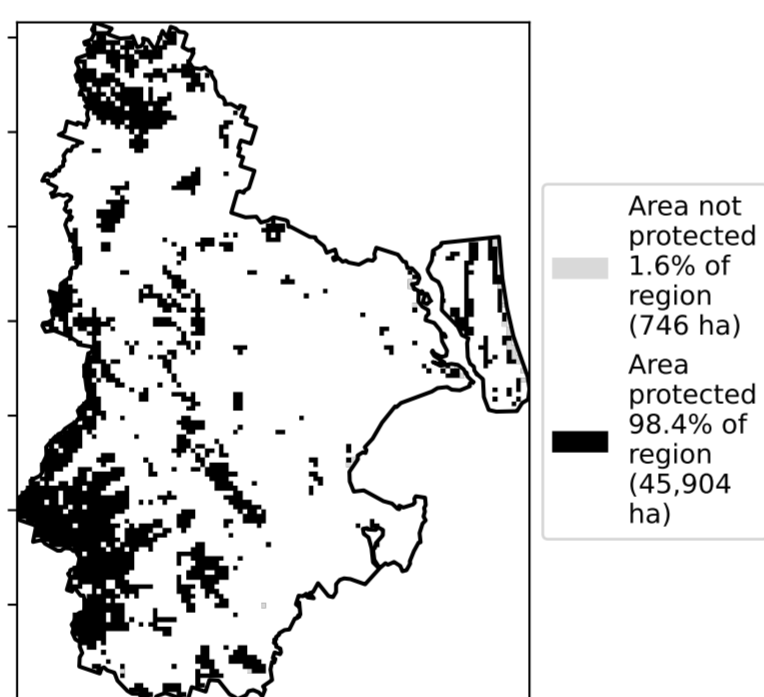 Area not
protected
1.6% of
region
(746 ha)
Area
protected
98.4% of
region
(45,904
ha)